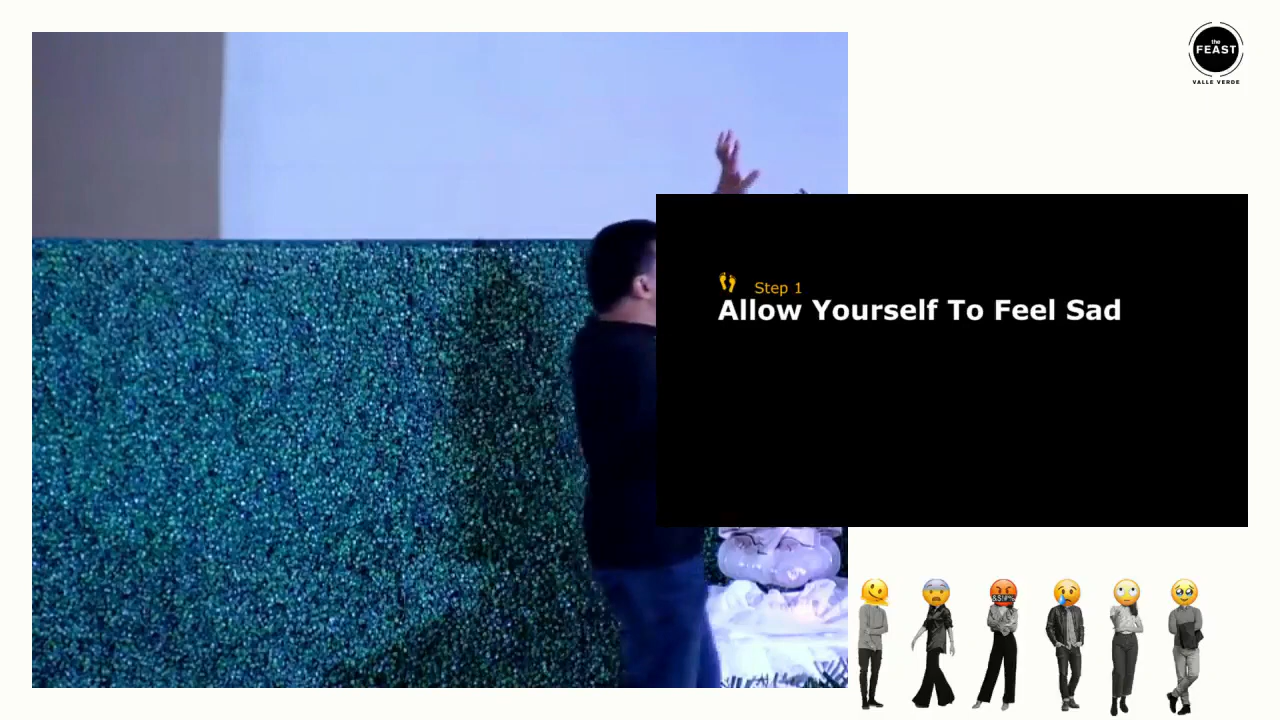 the
FEAST
VALLE VERDE
Step 1
Allow Yourself To Feel Sad
&$!#%